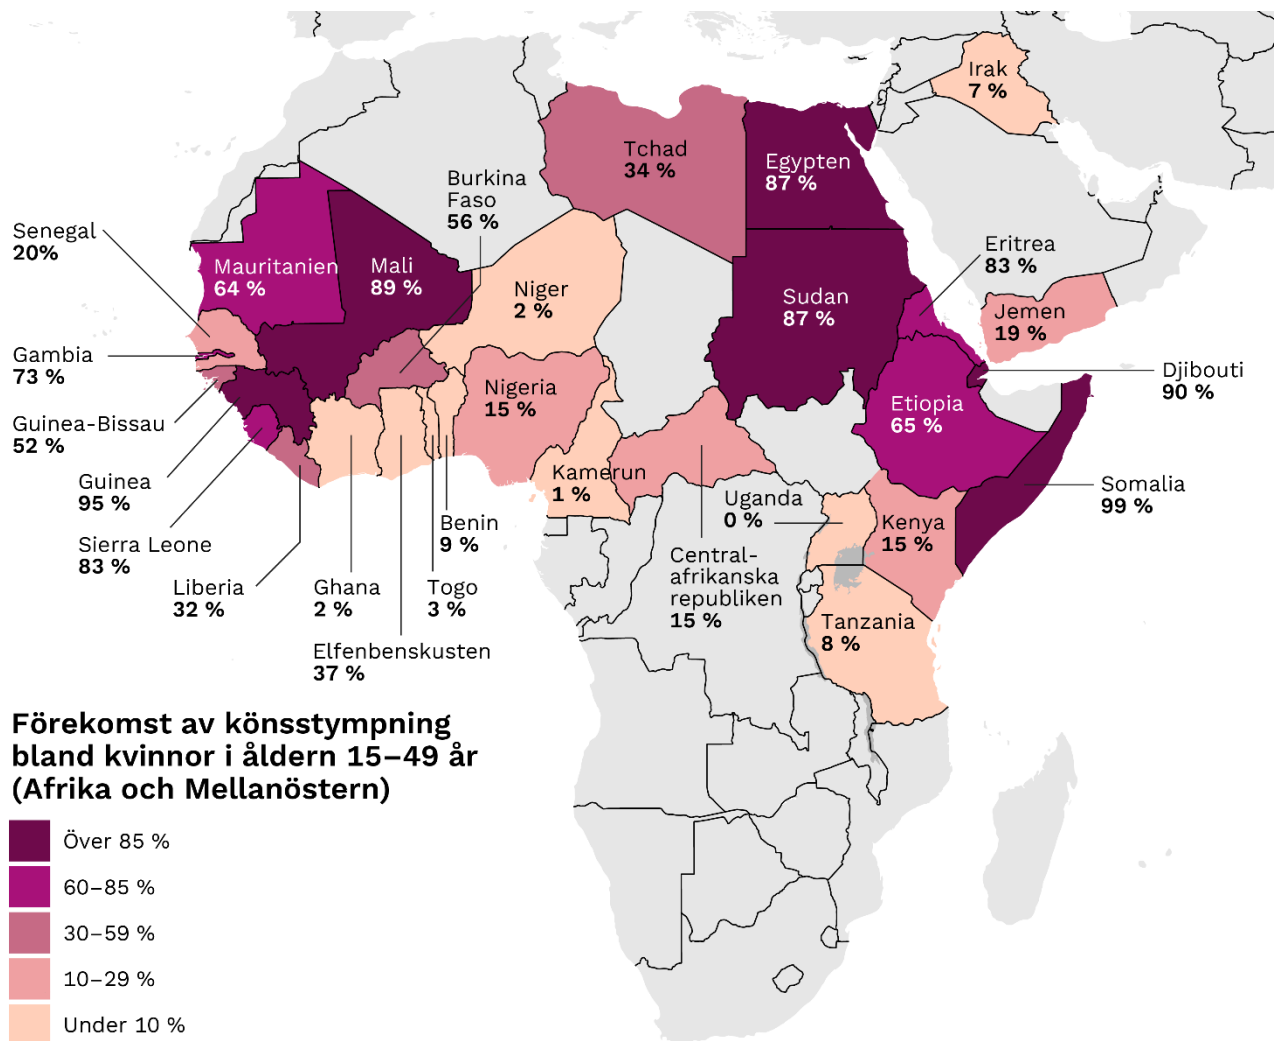 Irak
7 %
Tchad
34 %
Egypten
87 %
Burkina
Faso
56 %
Senegal
20%
Mauritanien
64 %
Mali
89 %
Niger
2 %
Sudan
87 %
Eritrea
83 %
Jemen
19 %
Gambia
73 %
Djibouti
90 %
Nigeria
15 %
Etiopia
65 %
Guinea-Bissau
52 %
Guinea
95 %
Kamerun
1 %
Uganda
0 %
Kenya
15 %
Somalia
99 %
Sierra Leone
83 %
Benin
9 %
Central-
afrikanska
republiken
15 %
Liberia
32 %
Ghana
2 %
Togo
3 %
Tanzania
8 %
Elfenbenskusten
37 %
Förekomst av könsstympning
bland kvinnor i åldern 15–49 år
(Afrika och Mellanöstern)
Över 85 %
60–85 %
30–59 %
10–29 %
Under 10 %